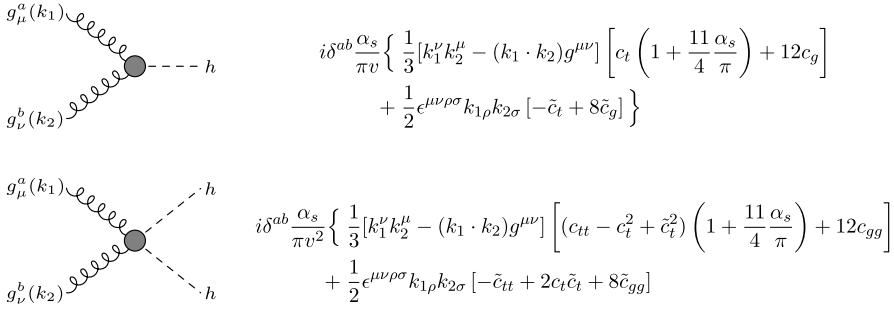 g^a_μ(k_1)
g^b_ν(k_2)
h
iδ^{ab} \frac{α_s}{πv} { \frac{1}{3} [k_1^ν k_2^μ − (k_1 · k_2)g^{μν}] [ c_t ( 1 + \frac{11}{4} \frac{α_s}{π} ) + 12c_g ]
+ \frac{1}{2} ϵ^{μνρσ} k_{1ρ} k_{2σ} [−\tilde{c}_t + 8\tilde{c}_g] }
g^a_μ(k_1)
g^b_ν(k_2)
h
h
iδ^{ab} \frac{α_s}{πv^2} { \frac{1}{3} [k_1^ν k_2^μ − (k_1 · k_2)g^{μν}] [ (c_{tt} − c_t^2 + \tilde{c}_t^2) ( 1 + \frac{11}{4} \frac{α_s}{π} ) + 12c_{gg} ]
+ \frac{1}{2} ϵ^{μνρσ} k_{1ρ} k_{2σ} [−\tilde{c}_{tt} + 2c_t \tilde{c}_t + 8\tilde{c}_{gg}]